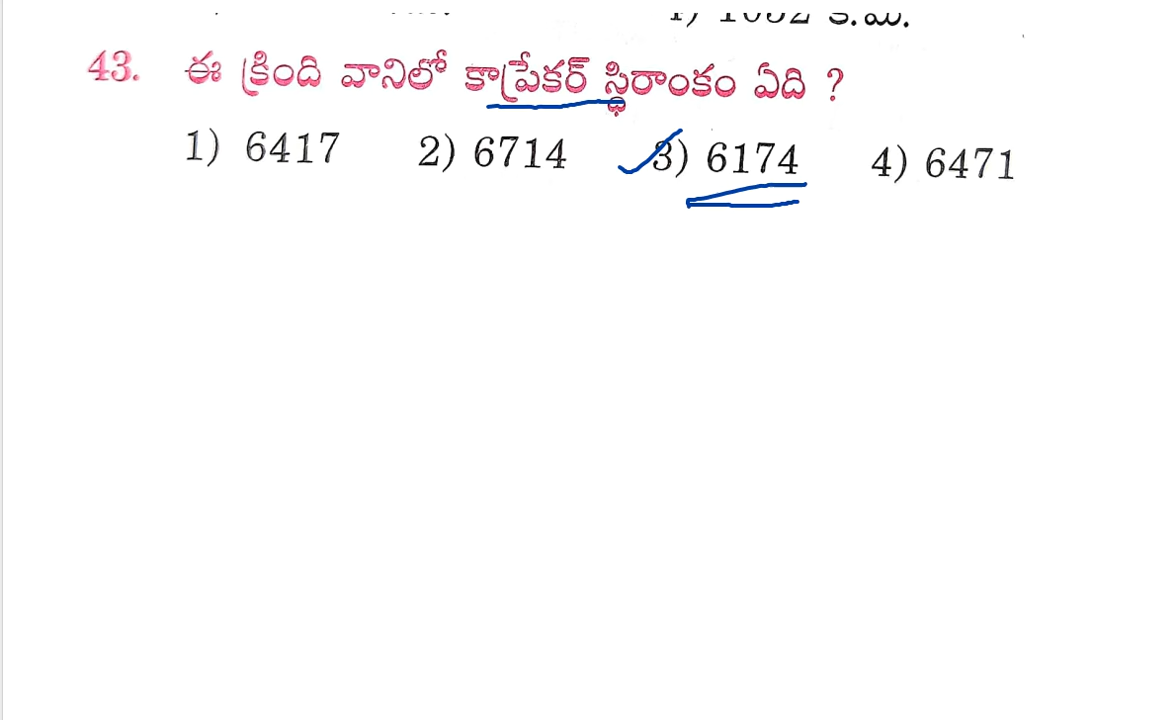 43. ఈ క్రింది వానిలో కాప్రేకర్ స్థిరాంకం ఏది ?
1) 6417 2) 6714 3) 6174 4) 6471